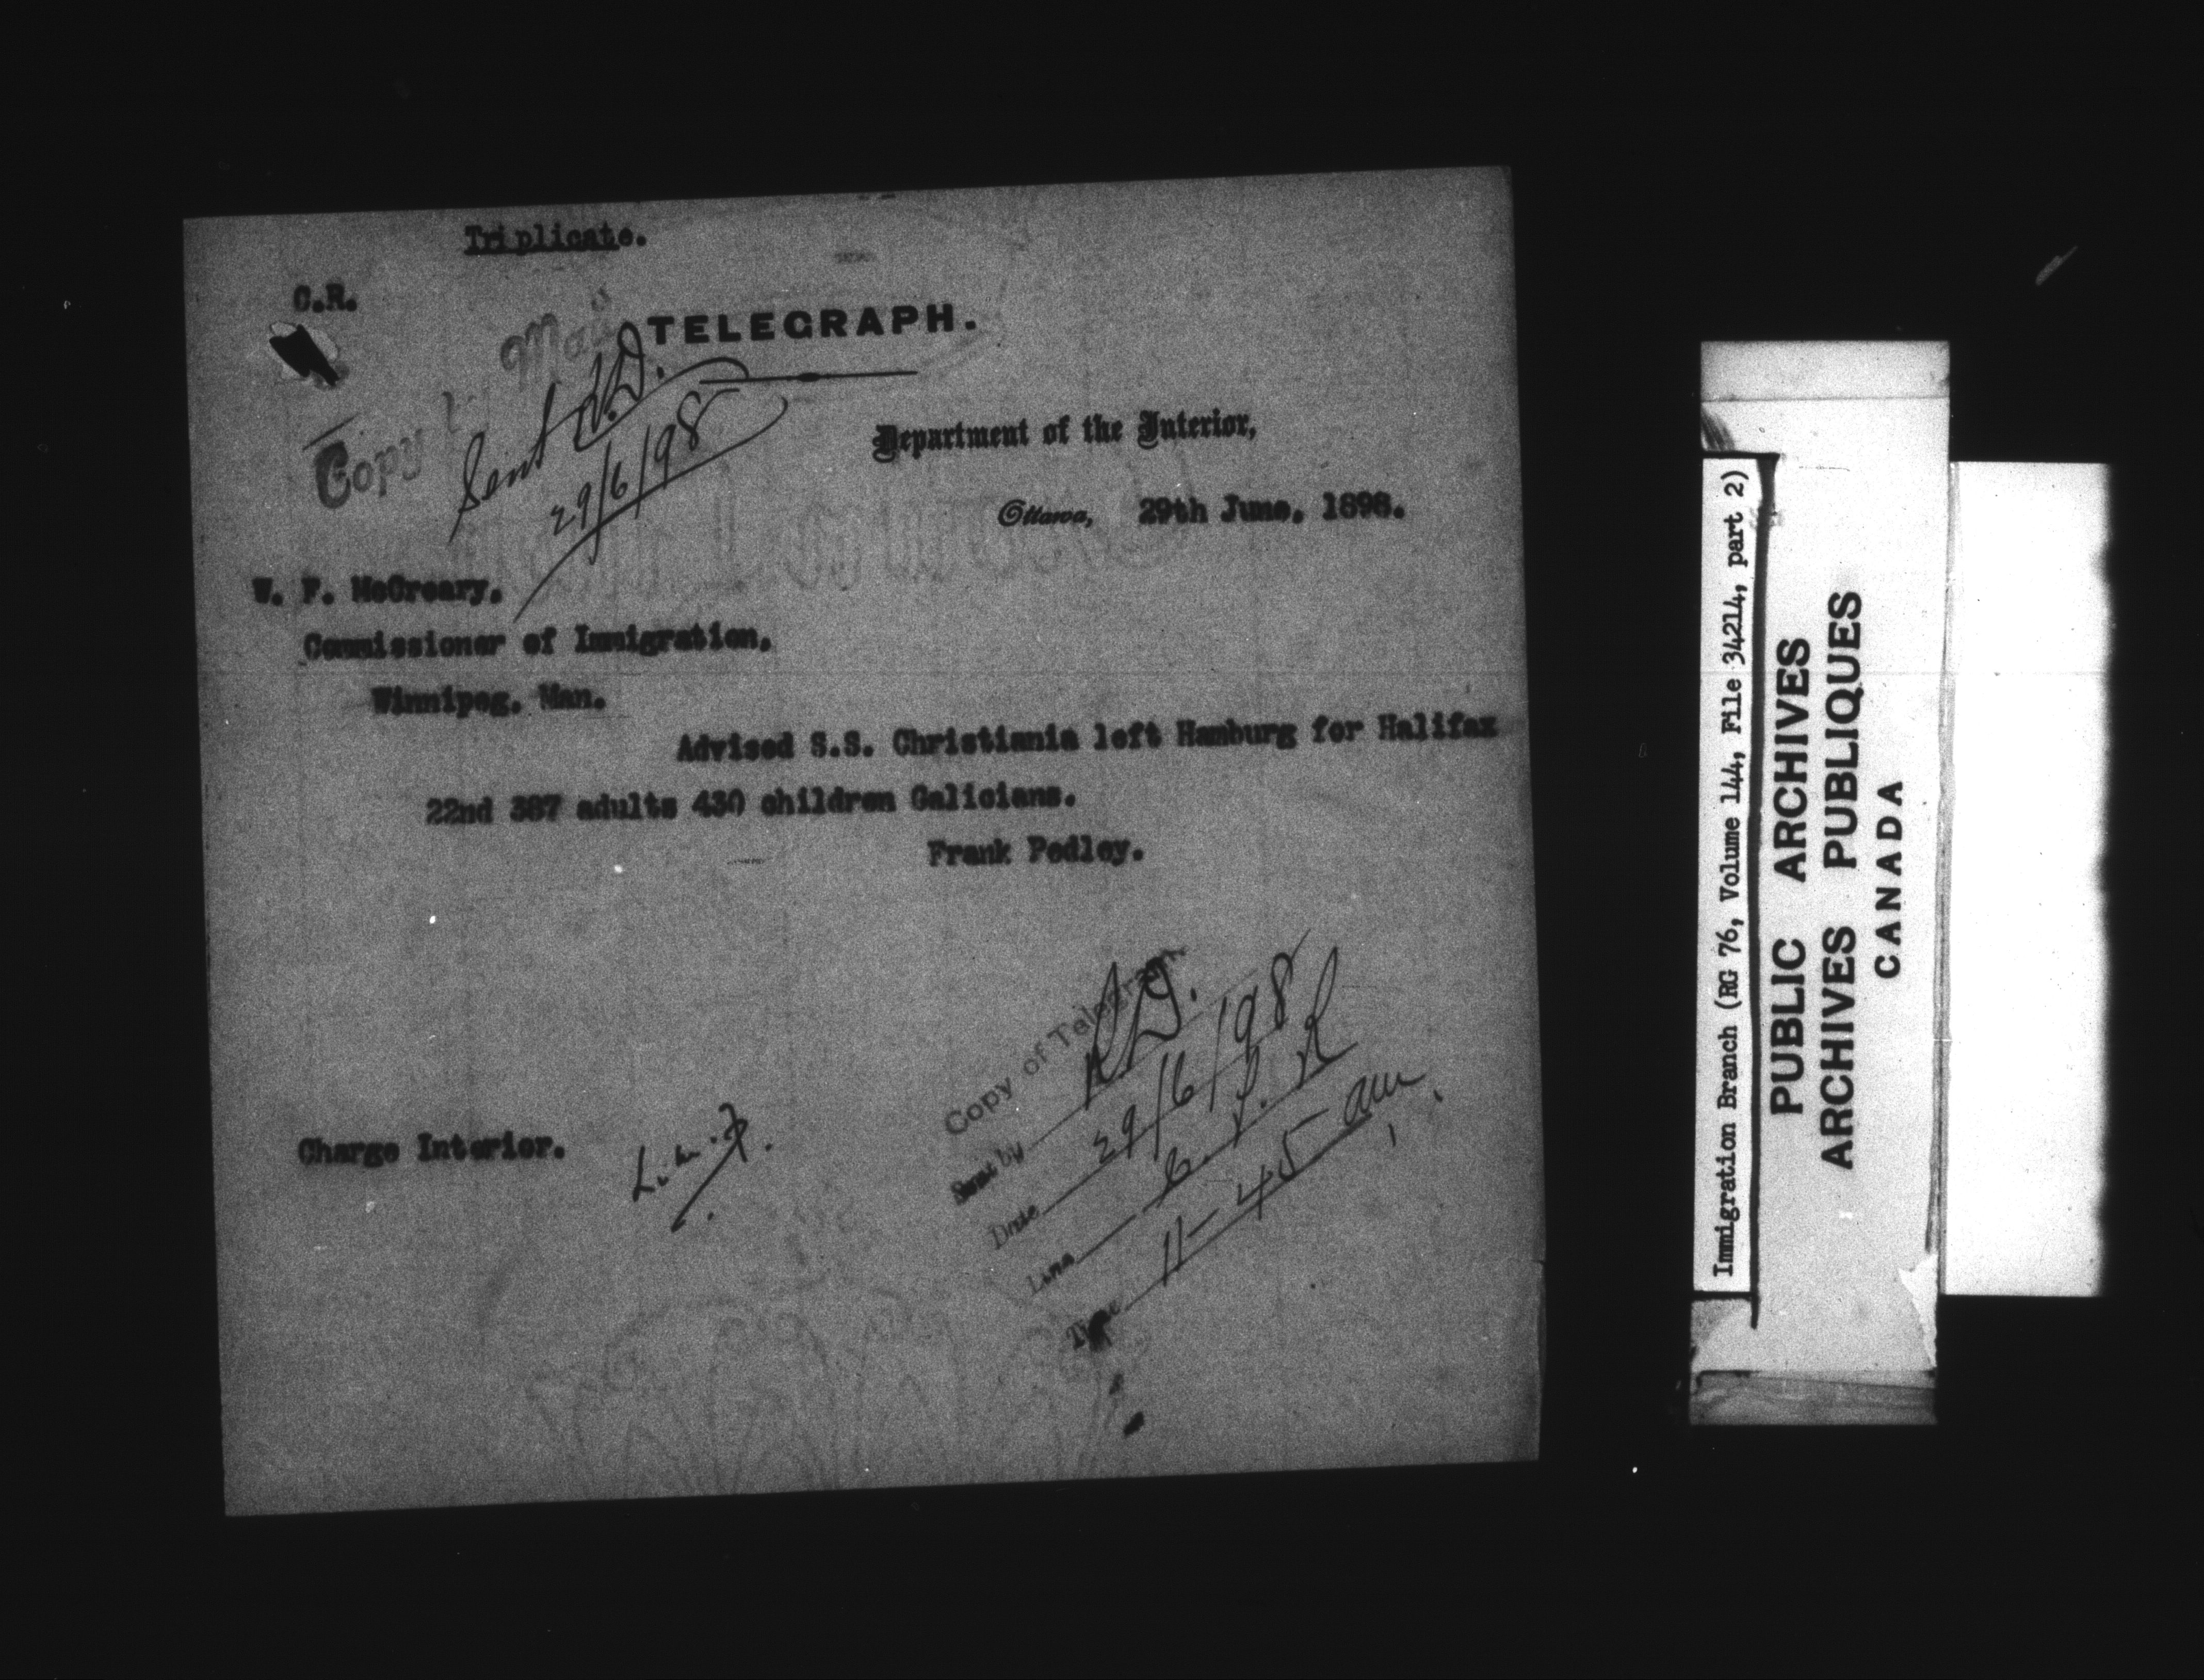 Triplicate.
C.R.
TELEGRAPH.
Copy by Mail
Sent
29/6/98
Department of the Interior,
Ottawa, 29th June, 1898.
W. F. McCreary,
Commissioner of Immigration,
Winnipeg, Man.
Advised S.S. Christiania left Hamburg for Halifax
22nd 387 adults 430 children Galicians.
Frank Pedley.
Charge Interior.
Copy of Telegram.
Sent by
Date 29/6/98
Line C. P. R
Time 11-45 am
Immigration Branch (RG 76, Volume 144, File 34214, part 2)
PUBLIC ARCHIVES
ARCHIVES PUBLIQUES
CANADA